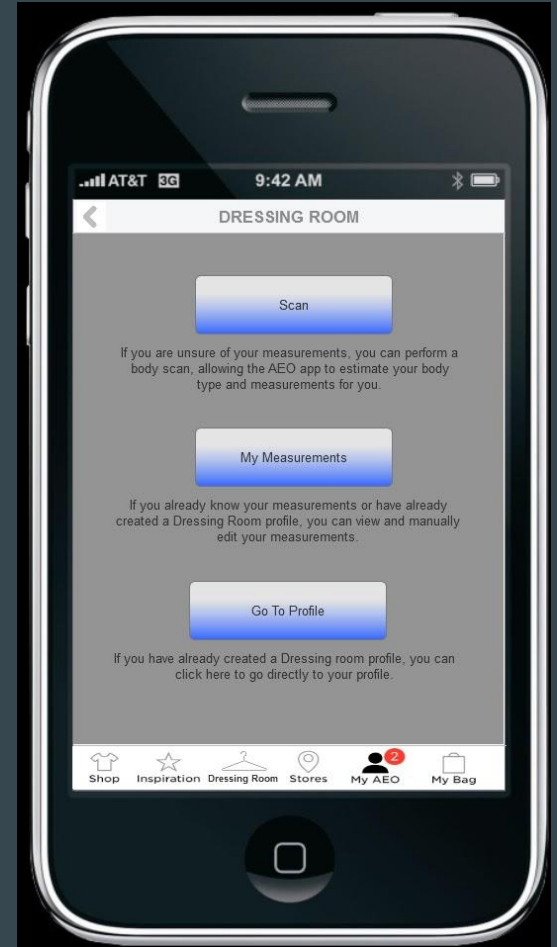 AT&T 3G 9:42 AM
DRESSING ROOM
Scan
If you are unsure of your measurements, you can perform a
body scan, allowing the AEO app to estimate your body
type and measurements for you.
My Measurements
If you already know your measurements or have already
created a Dressing Room profile, you can view and manually
edit your measurements.
Go To Profile
If you have already created a Dressing room profile, you can
click here to go directly to your profile.
2
Shop Inspiration Dressing Room Stores My AEO My Bag